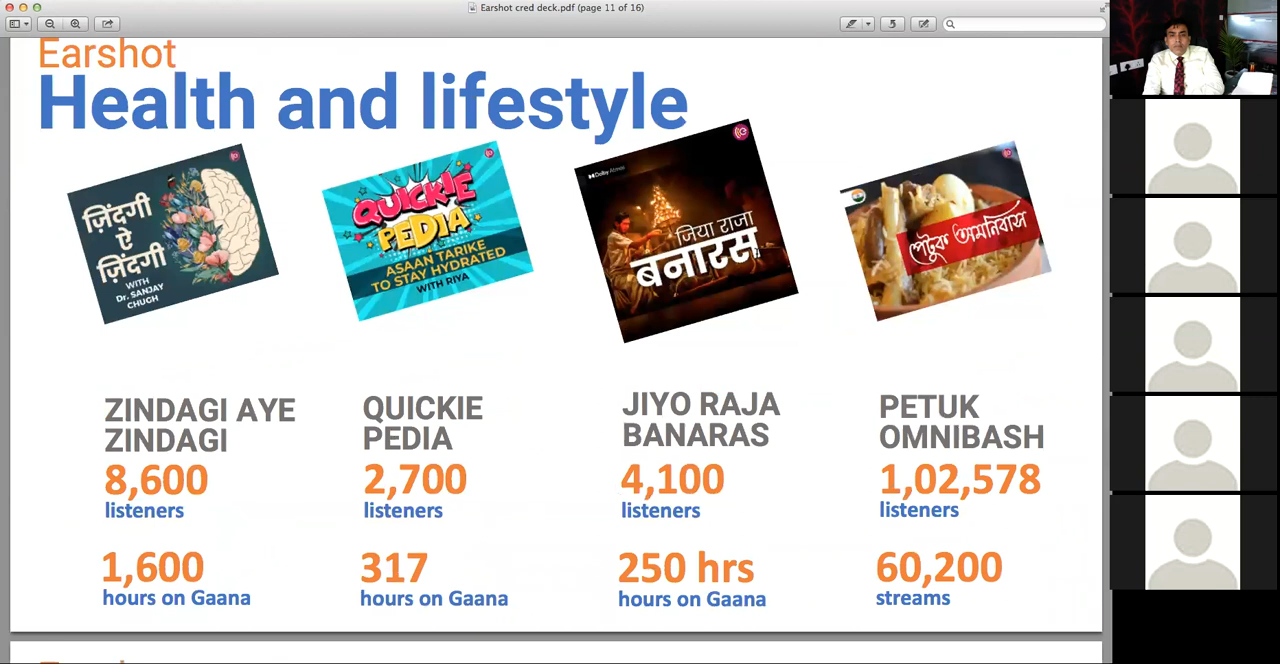 Earshot cred deck.pdf (page 11 of 16)
Earshot
Health and lifestyle
ज़िंदगी
ऐ
ज़िंदगी
WITH
Dr. SANJAY
CHUGH
QUICKIE
PEDIA
ASAAN TARIKE
TO STAY HYDRATED
WITH RIYA
Dolby Atmos
जिया राजा
बनारस
পেটুক অমনিবাস
ZINDAGI AYE
ZINDAGI
8,600
listeners
1,600
hours on Gaana
QUICKIE
PEDIA
2,700
listeners
317
hours on Gaana
JIYO RAJA
BANARAS
4,100
listeners
250 hrs
hours on Gaana
PETUK
OMNIBASH
1,02,578
listeners
60,200
streams